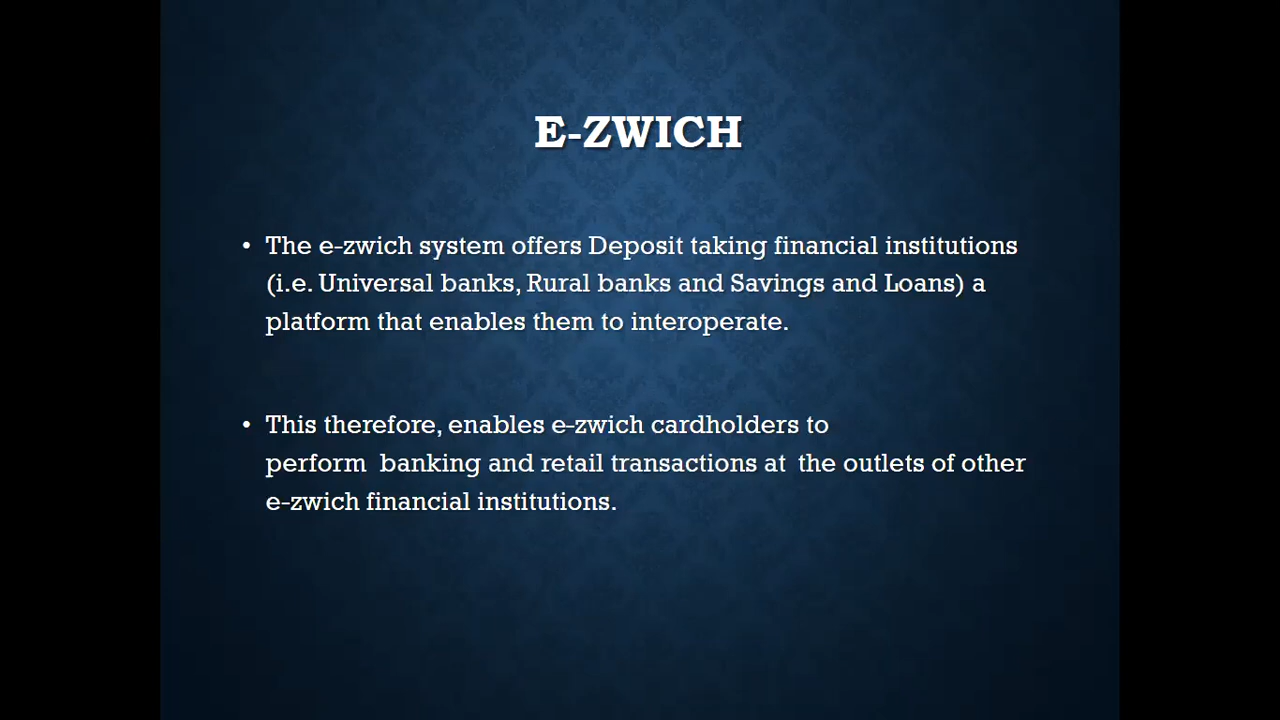 E-ZWICH
• The e-zwich system offers Deposit taking financial institutions
(i.e. Universal banks, Rural banks and Savings and Loans) a
platform that enables them to interoperate.
• This therefore, enables e-zwich cardholders to
perform  banking and retail transactions at  the outlets of other
e-zwich financial institutions.